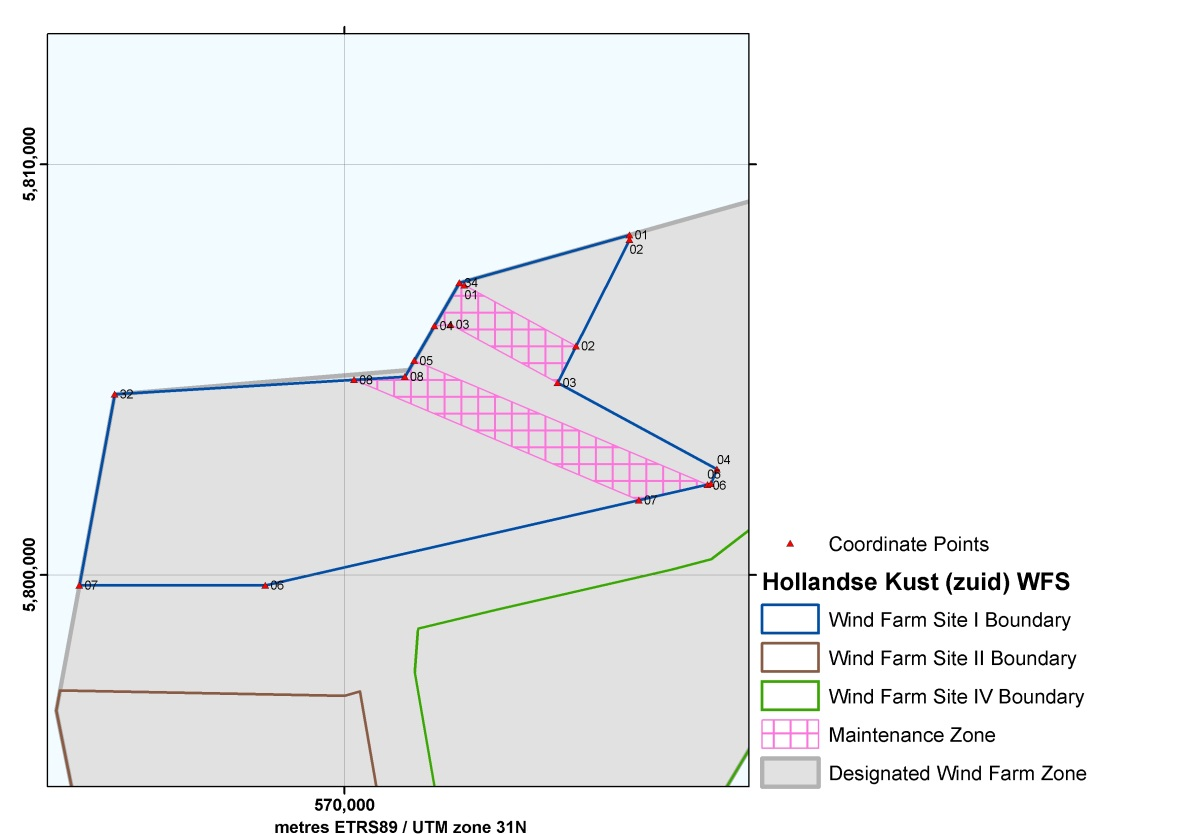 5,810,000
01
02
34
01
04
03
02
05
08
08
03
32
04
06
07
07
06
5,800,000
570,000
metres ETRS89 / UTM zone 31N
Coordinate Points
Hollandse Kust (zuid) WFS
Wind Farm Site I Boundary
Wind Farm Site II Boundary
Wind Farm Site IV Boundary
Maintenance Zone
Designated Wind Farm Zone